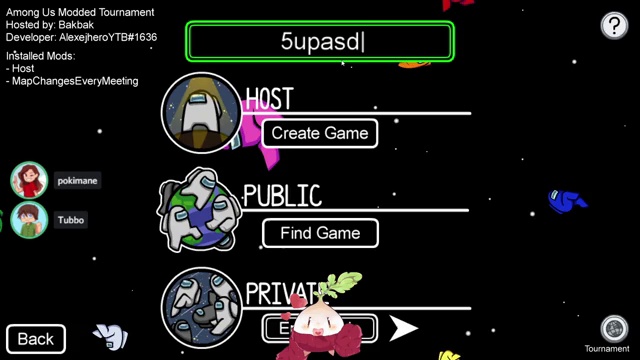 Among Us Modded Tournament
Hosted by: Bakbak
Developer: AlexejheroYTB#1636
Installed Mods:
- Host
- MapChangesEveryMeeting
5upasd
?
HOST
Create Game
pokimane
Tubbo
PUBLIC
Find Game
PRIVATE
Back
Tournament